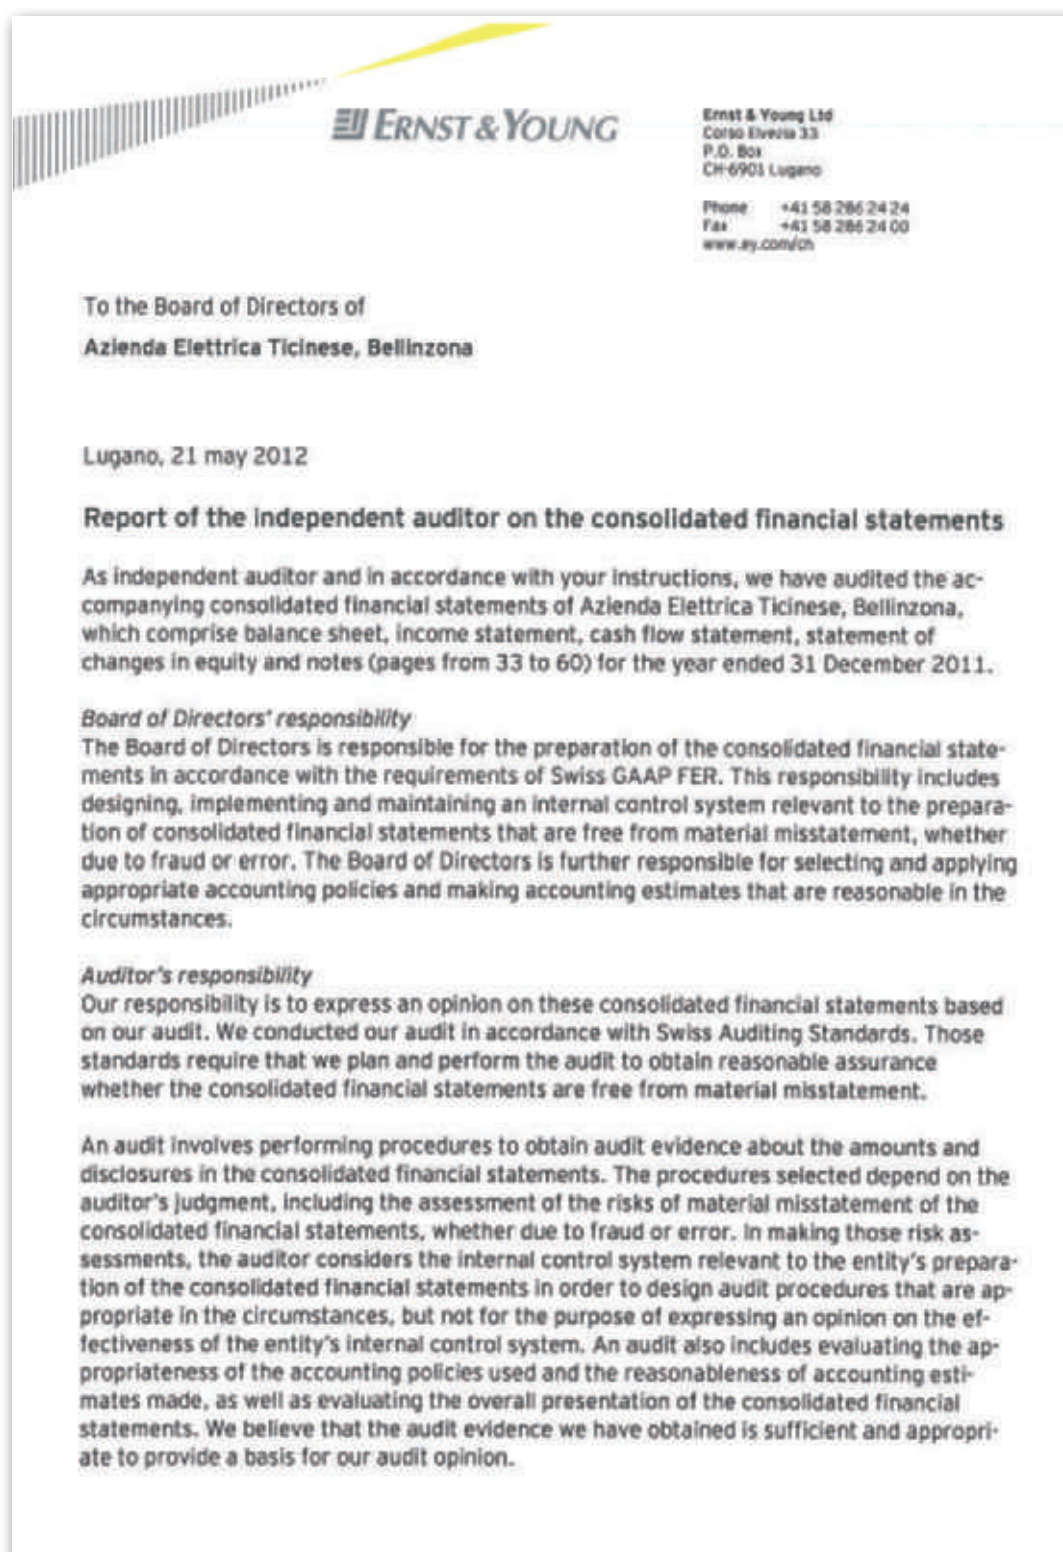 ERNST & YOUNG
Ernst & Young Ltd
Corso Elvezia 33
P.O. Box
CH-6901 Lugano
Phone +41 58 286 24 24
Fax +41 58 286 24 00
www.ey.com/ch
To the Board of Directors of
Azienda Elettrica Ticinese, Bellinzona
Lugano, 21 may 2012
Report of the independent auditor on the consolidated financial statements
As independent auditor and in accordance with your instructions, we have audited the ac-
companying consolidated financial statements of Azienda Elettrica Ticinese, Bellinzona,
which comprise balance sheet, income statement, cash flow statement, statement of
changes in equity and notes (pages from 33 to 60) for the year ended 31 December 2011.
Board of Directors' responsibility
The Board of Directors is responsible for the preparation of the consolidated financial state-
ments in accordance with the requirements of Swiss GAAP FER. This responsibility includes
designing, implementing and maintaining an internal control system relevant to the prepara-
tion of consolidated financial statements that are free from material misstatement, whether
due to fraud or error. The Board of Directors is further responsible for selecting and applying
appropriate accounting policies and making accounting estimates that are reasonable in the
circumstances.
Auditor's responsibility
Our responsibility is to express an opinion on these consolidated financial statements based
on our audit. We conducted our audit in accordance with Swiss Auditing Standards. Those
standards require that we plan and perform the audit to obtain reasonable assurance
whether the consolidated financial statements are free from material misstatement.
An audit involves performing procedures to obtain audit evidence about the amounts and
disclosures in the consolidated financial statements. The procedures selected depend on the
auditor's judgment, including the assessment of the risks of material misstatement of the
consolidated financial statements, whether due to fraud or error. In making those risk as-
sessments, the auditor considers the internal control system relevant to the entity's prepara-
tion of the consolidated financial statements in order to design audit procedures that are ap-
propriate in the circumstances, but not for the purpose of expressing an opinion on the ef-
fectiveness of the entity's internal control system. An audit also includes evaluating the ap-
propriateness of the accounting policies used and the reasonableness of accounting esti-
mates made, as well as evaluating the overall presentation of the consolidated financial
statements. We believe that the audit evidence we have obtained is sufficient and appropri-
ate to provide a basis for our audit opinion.